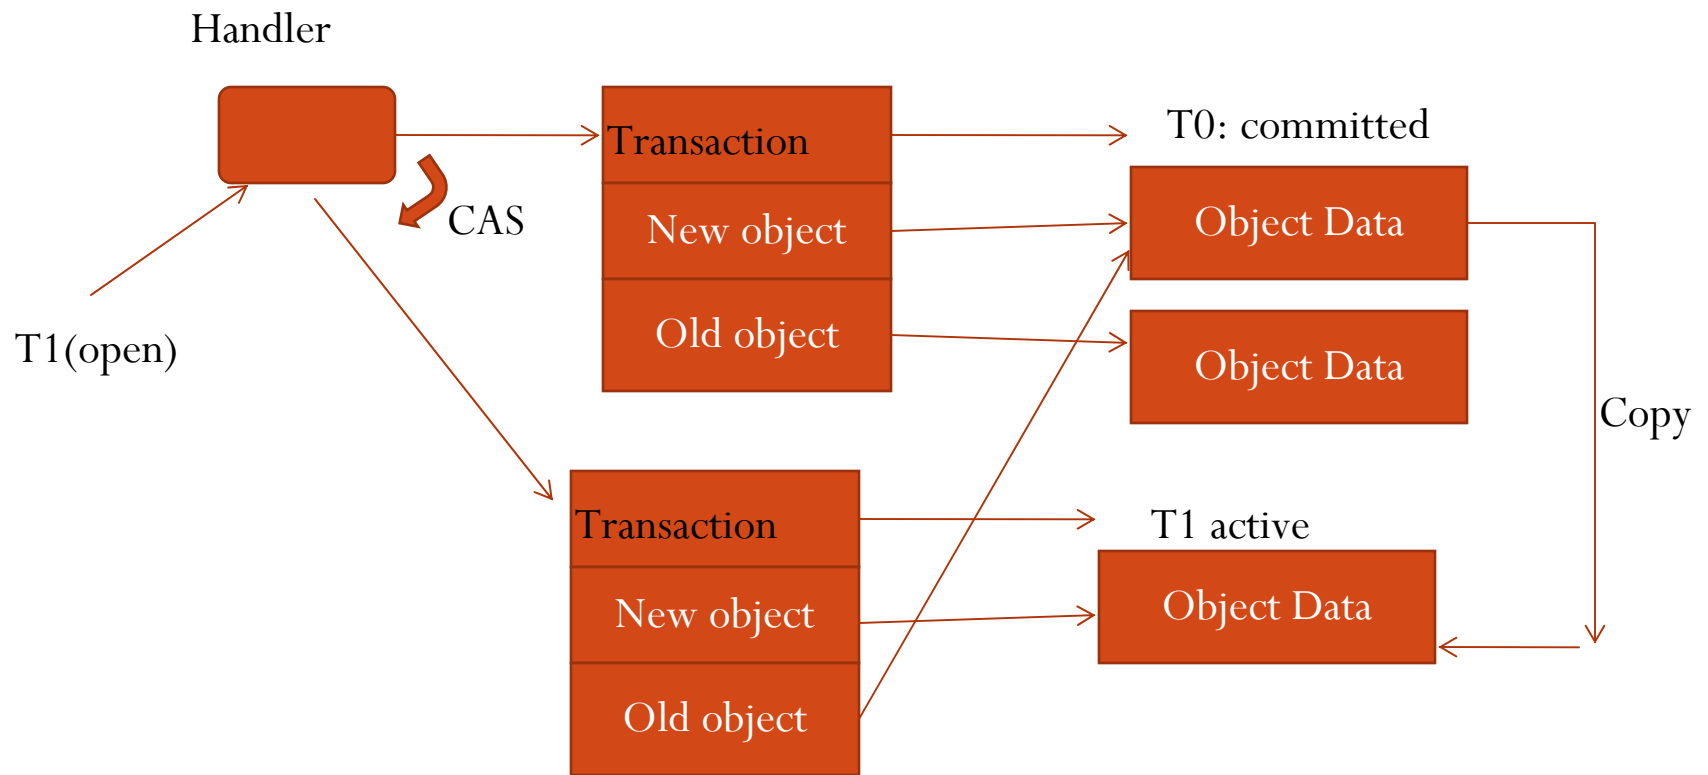 Handler
Transaction
T0: committed
New object
Object Data
CAS
Old object
Object Data
T1(open)
Copy
Transaction
T1 active
New object
Object Data
Old object